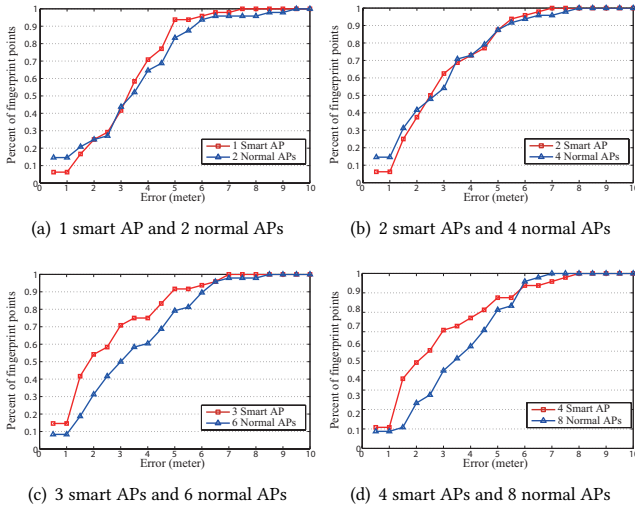 Percent of fingerprint points
1
0.9
0.8
0.7
0.6
0.5
0.4
0.3
0.2
0.1
0
1 Smart AP
2 Normal APs
0 1 2 3 4 5 6 7 8 9 10
Error (meter)
(a) 1 smart AP and 2 normal APs
Percent of fingerprint points
1
0.9
0.8
0.7
0.6
0.5
0.4
0.3
0.2
0.1
0
2 Smart AP
4 Normal APs
0 1 2 3 4 5 6 7 8 9 10
Error (meter)
(b) 2 smart APs and 4 normal APs
Percent of fingerprint points
1
0.9
0.8
0.7
0.6
0.5
0.4
0.3
0.2
0.1
0
3 Smart AP
6 Normal APs
0 1 2 3 4 5 6 7 8 9 10
Error (meter)
(c) 3 smart APs and 6 normal APs
Percent of fingerprint points
1
0.9
0.8
0.7
0.6
0.5
0.4
0.3
0.2
0.1
0
4 Smart AP
8 Normal APs
0 1 2 3 4 5 6 7 8 9 10
Error (meter)
(d) 4 smart APs and 8 normal APs